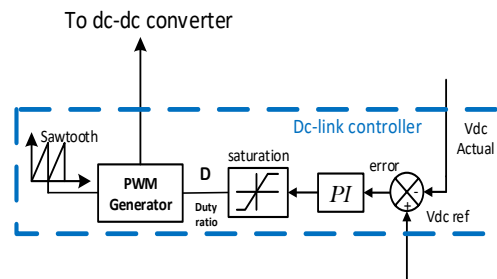 To dc-dc converter
Sawtooth
Dc-link controller
Vdc
Actual
saturation
error
D
PWM
Generator
Duty
ratio
PI
-
+
Vdc ref